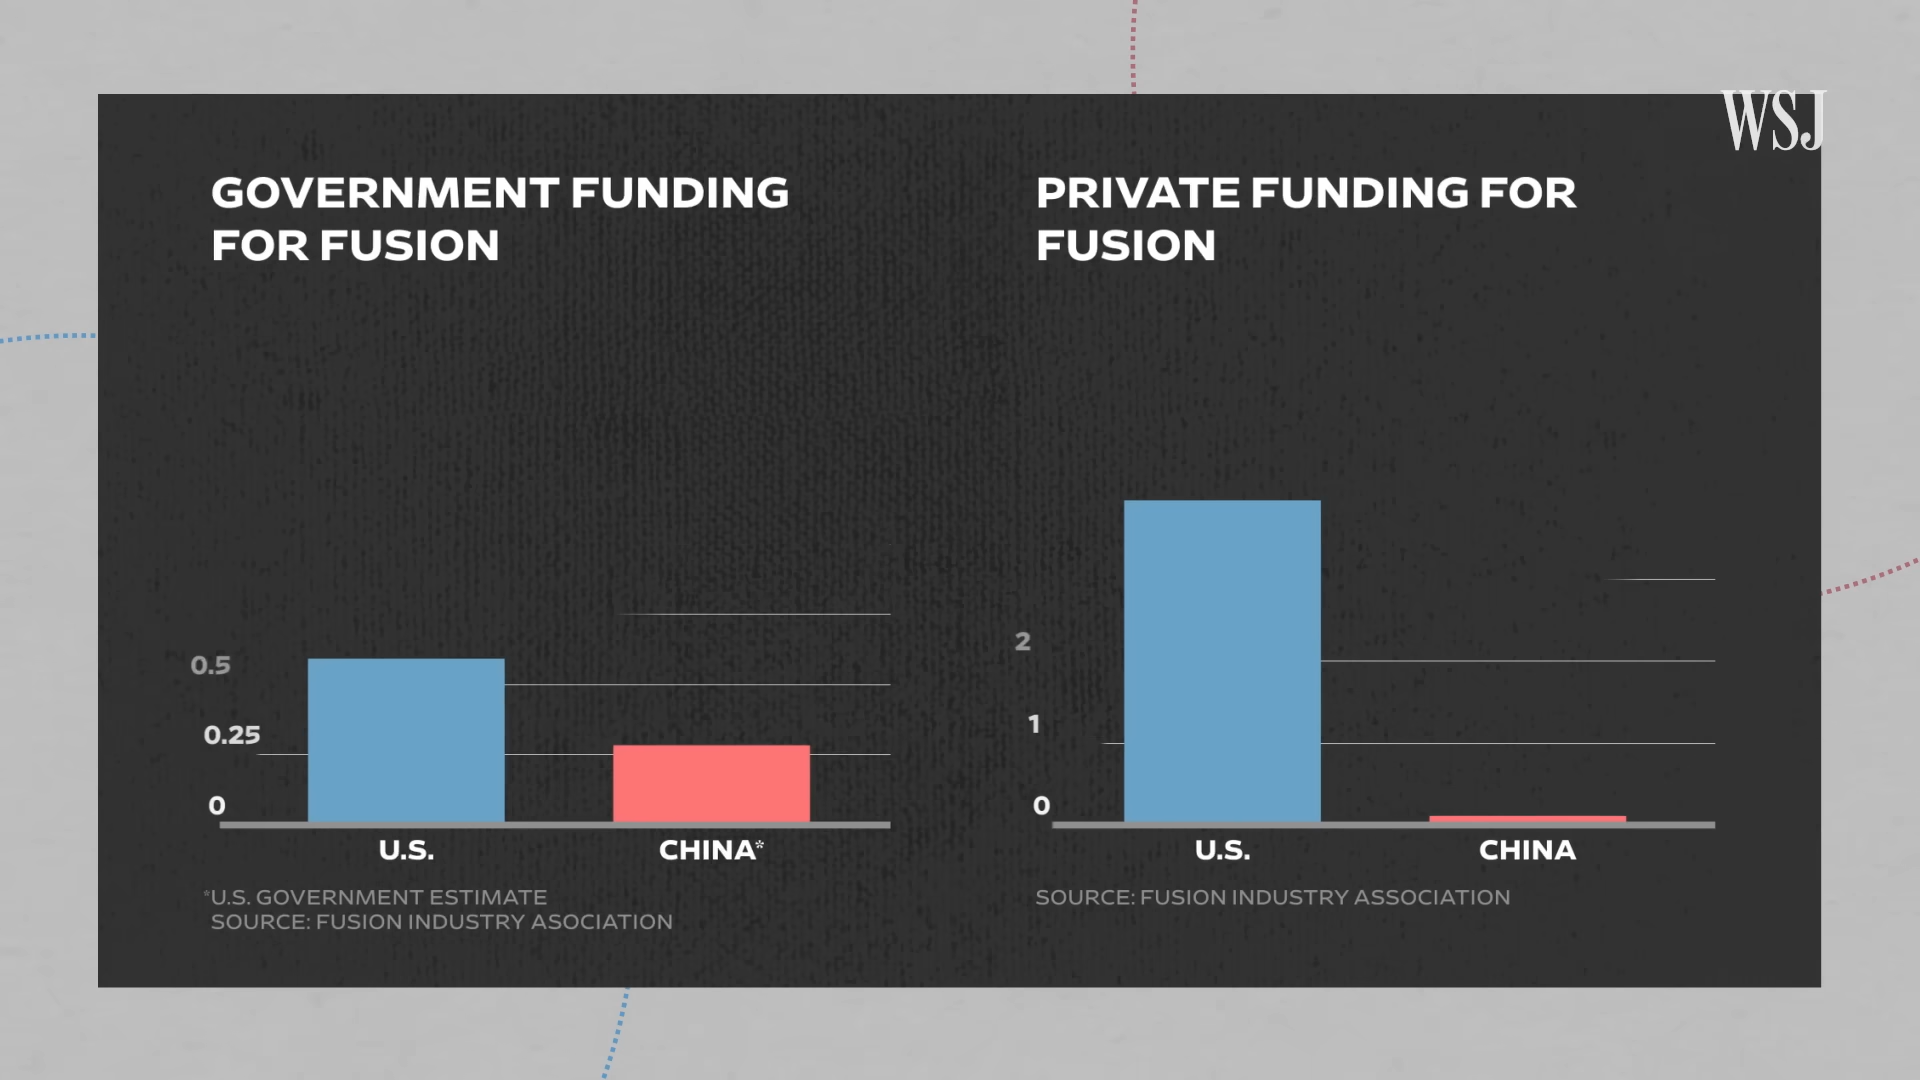 WSJ
GOVERNMENT FUNDING
FOR FUSION
0.5
0.25
0
U.S.
CHINA*
*U.S. GOVERNMENT ESTIMATE
SOURCE: FUSION INDUSTRY ASOCIATION
PRIVATE FUNDING FOR
FUSION
2
1
0
U.S.
CHINA
SOURCE: FUSION INDUSTRY ASSOCIATION